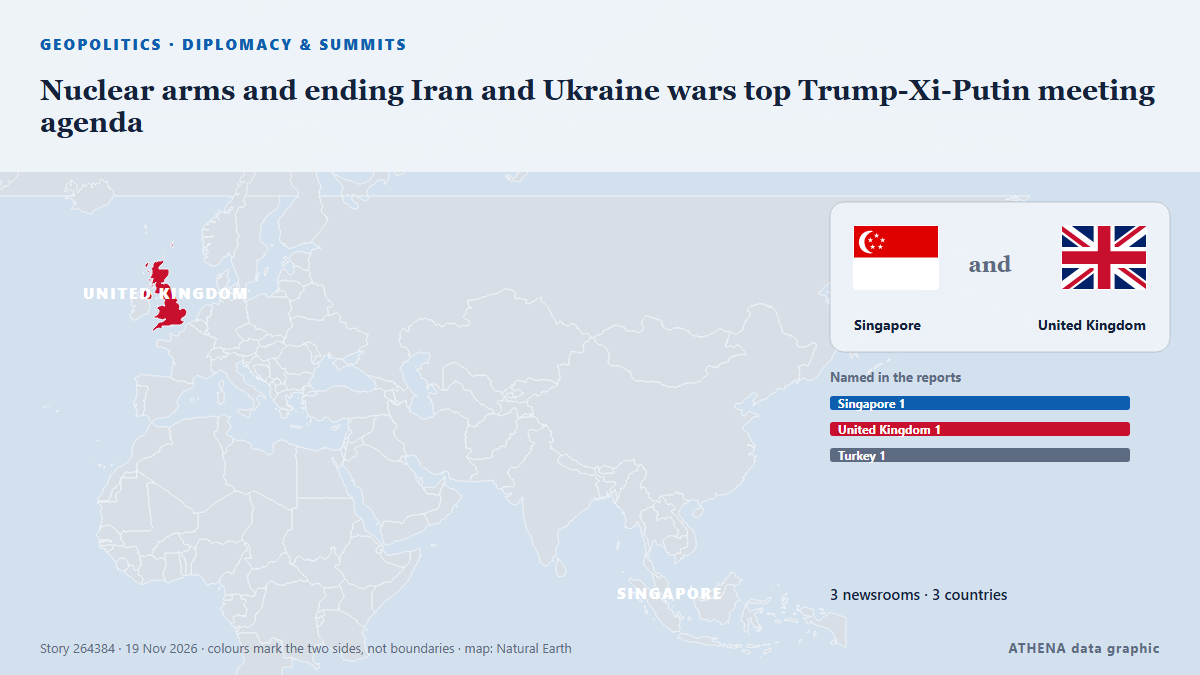 GEOPOLITICS · DIPLOMACY & SUMMITS
Nuclear arms and ending Iran and Ukraine wars top Trump-Xi-Putin meeting
agenda
UNITED KINGDOM
and
Singapore
United Kingdom
Named in the reports
Singapore 1
United Kingdom 1
Turkey 1
SINGAPORE
3 newsrooms · 3 countries
Story 264384 · 19 Nov 2026 · colours mark the two sides, not boundaries · map: Natural Earth
ATHENA data graphic